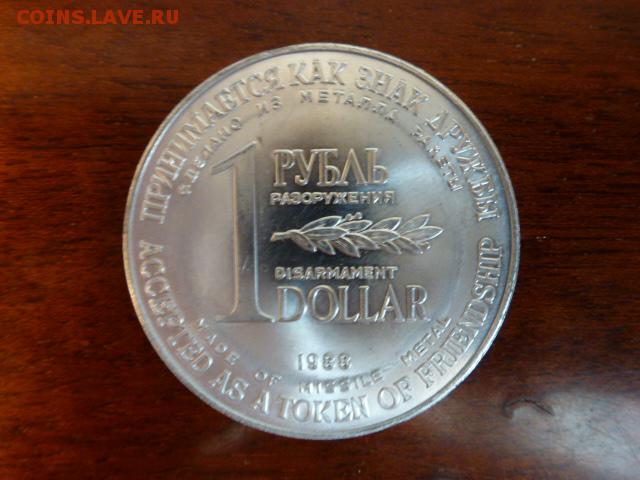 COINS.LAVE.RU
ПРИНИМАЕТСЯ КАК ЗНАК ДРУЖБЫ
СДЕЛАНО ИЗ МЕТАЛЛА РАКЕТЫ
1
РУБЛЬ
РАЗОРУЖЕНИЯ
DISARMAMENT
DOLLAR
1988
MADE OF MISSILE METAL
ACCEPTED AS A TOKEN OF FRIENDSHIP